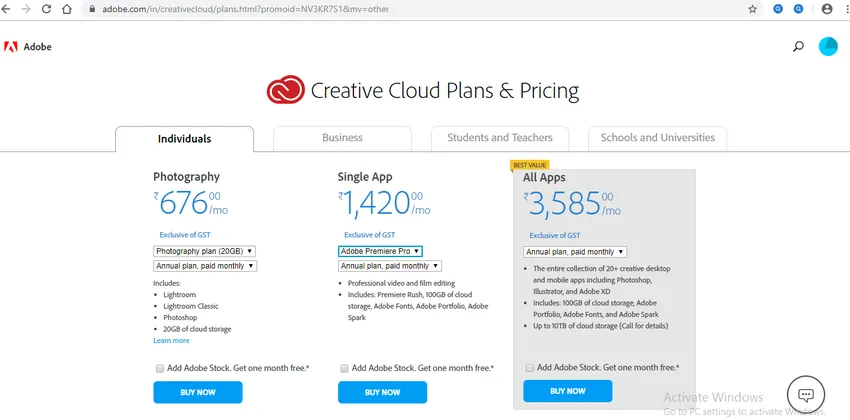 adobe.com/in/creativecloud/plans.html?promoid=NV3KR7S1&mv=other
Adobe
Creative Cloud Plans & Pricing
Individuals
Business
Students and Teachers
Schools and Universities
Photography
₹676.00/mo
Exclusive of GST
Photography plan (20GB)
Annual plan, paid monthly
Includes:
• Lightroom
• Lightroom Classic
• Photoshop
• 20GB of cloud storage
Learn more
Add Adobe Stock. Get one month free.*
BUY NOW
Single App
₹1,420.00/mo
Exclusive of GST
Adobe Premiere Pro
Annual plan, paid monthly
• Professional video and film editing
• Includes: Premiere Rush, 100GB of cloud
storage, Adobe Fonts, Adobe Portfolio, Adobe
Spark
Add Adobe Stock. Get one month free.*
BUY NOW
BEST VALUE
All Apps
₹3,585.00/mo
Exclusive of GST
Annual plan, paid monthly
• The entire collection of 20+ creative desktop
and mobile apps including Photoshop,
Illustrator, and Adobe XD
• Includes: 100GB of cloud storage, Adobe
Portfolio, Adobe Fonts, and Adobe Spark
• Up to 10TB of cloud storage (Call for details)
Add Adobe Stock. Get one month free.*
BUY NOW
Activate Windows
Go to PC settings to activate Windows.